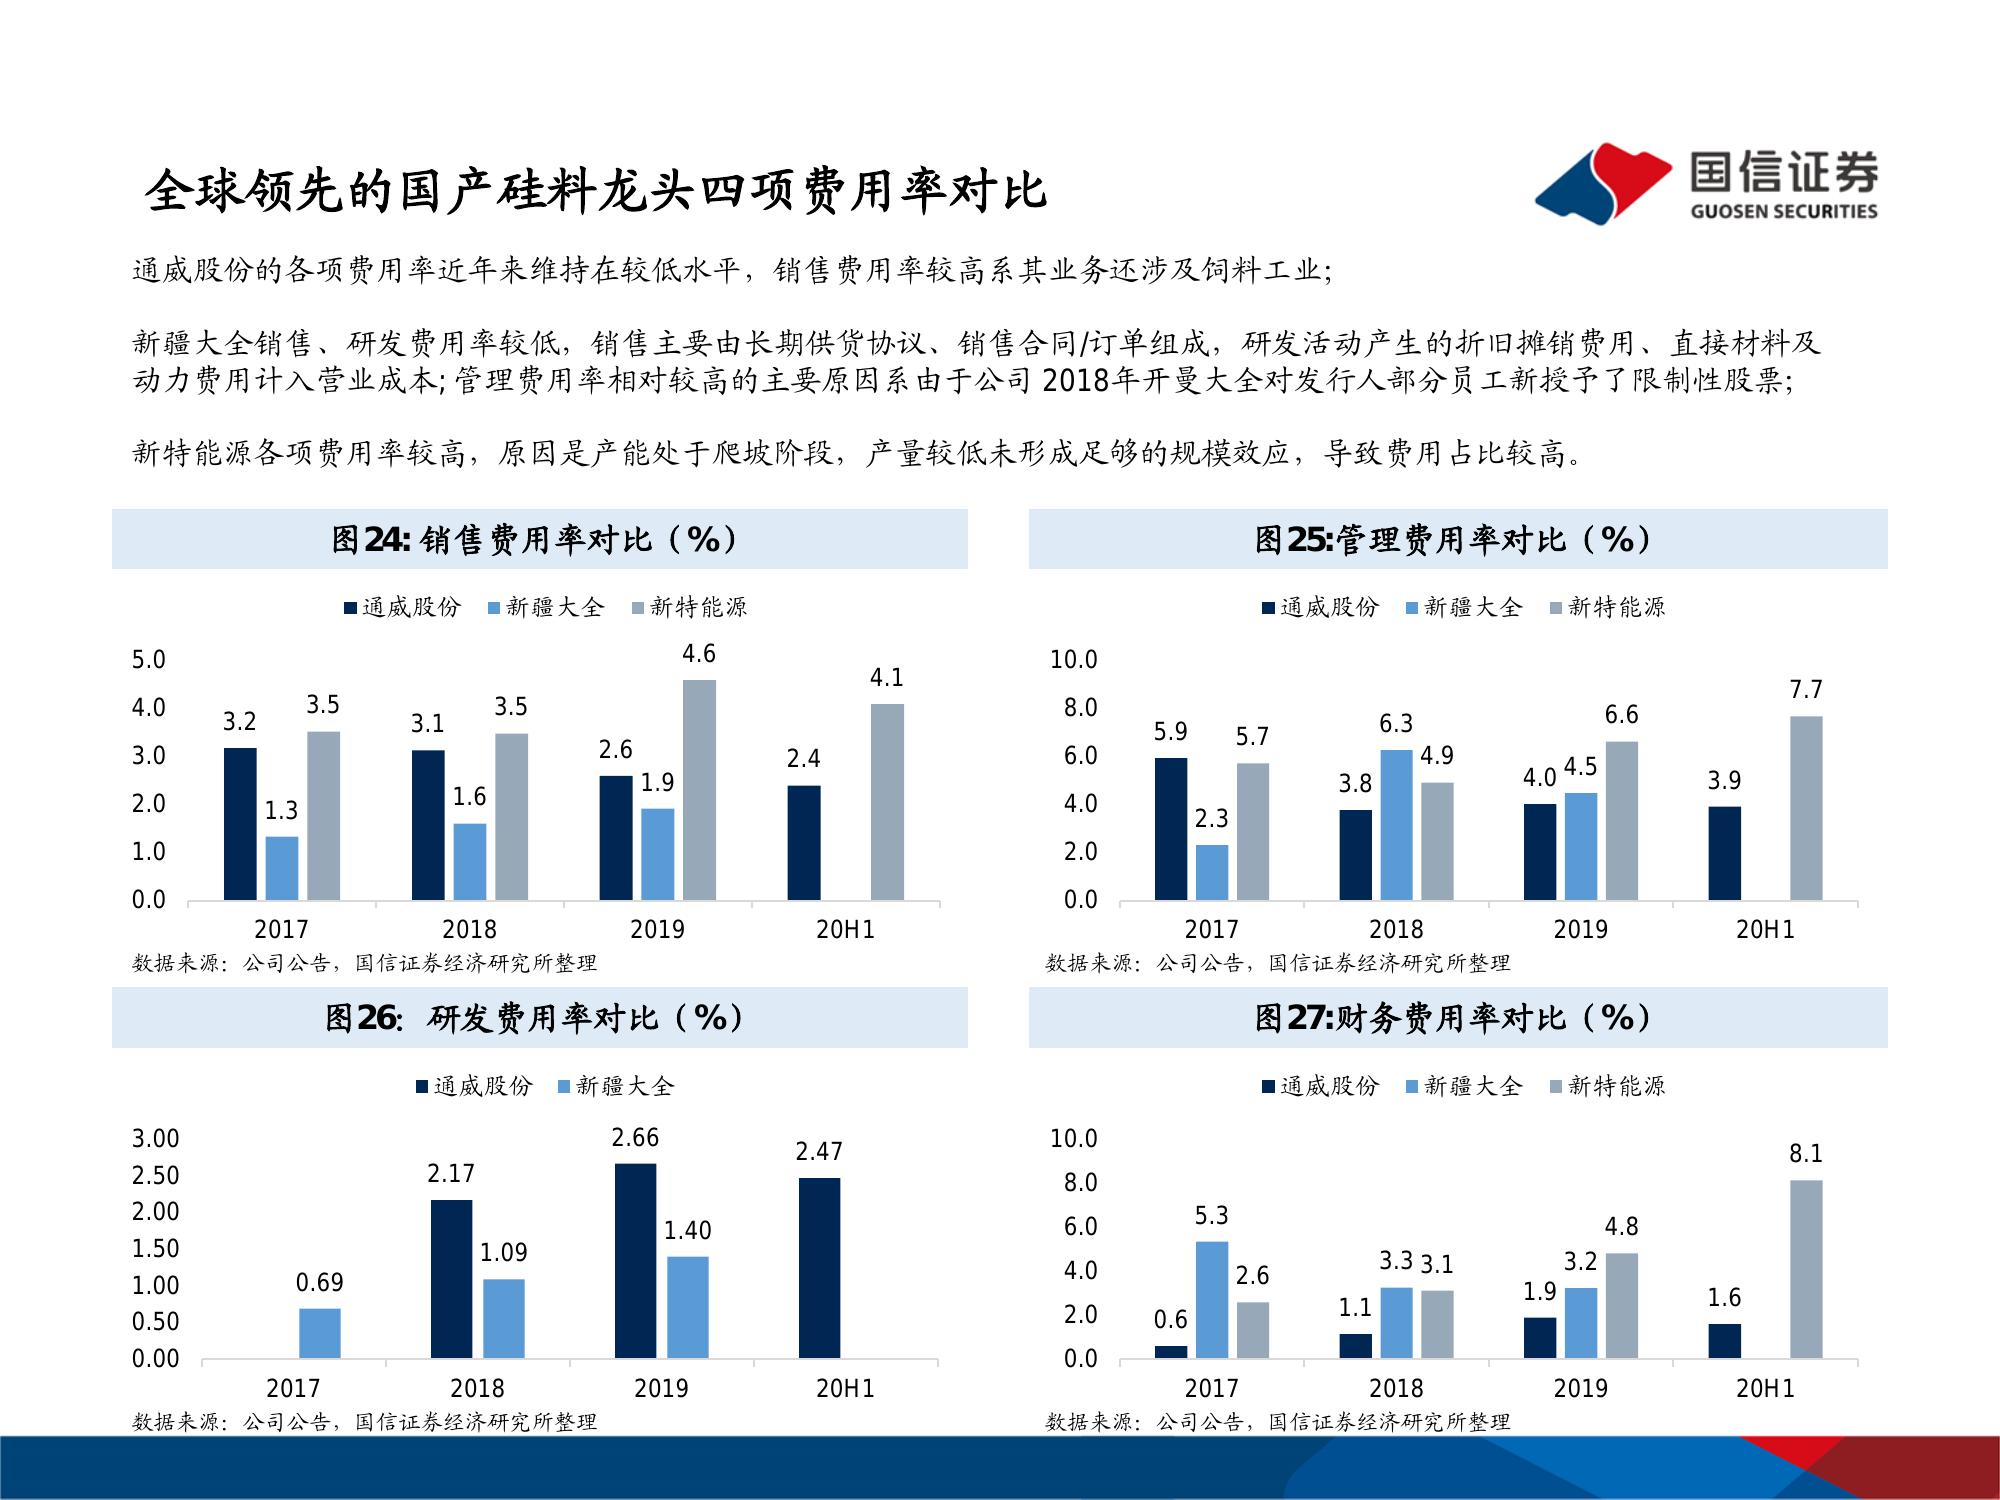 全球领先的国产硅料龙头四项费用率对比
国信证券
GUOSEN SECURITIES
通威股份的各项费用率近年来维持在较低水平，销售费用率较高系其业务还涉及饲料工业；
新疆大全销售、研发费用率较低，销售主要由长期供货协议、销售合同/订单组成，研发活动产生的折旧摊销费用、直接材料及
动力费用计入营业成本；管理费用率相对较高的主要原因系由于公司 2018年开曼大全对发行人部分员工新授予了限制性股票；
新特能源各项费用率较高，原因是产能处于爬坡阶段，产量较低未形成足够的规模效应，导致费用占比较高。
图24：销售费用率对比（%）
通威股份 新疆大全 新特能源
5.0
4.0
3.0
2.0
1.0
0.0
3.2 1.3 3.5
3.1 1.6 3.5
2.6 1.9 4.6
2.4 4.1
2017 2018 2019 20H1
数据来源：公司公告，国信证券经济研究所整理
图25:管理费用率对比（%）
通威股份 新疆大全 新特能源
10.0
8.0
6.0
4.0
2.0
0.0
5.9 2.3 5.7
3.8 6.3 4.9
4.0 4.5 6.6
3.9 7.7
2017 2018 2019 20H1
数据来源：公司公告，国信证券经济研究所整理
图26：研发费用率对比（%）
通威股份 新疆大全
3.00
2.50
2.00
1.50
1.00
0.50
0.00
0.69
2.17 1.09
2.66 1.40
2.47
2017 2018 2019 20H1
数据来源：公司公告，国信证券经济研究所整理
图27:财务费用率对比（%）
通威股份 新疆大全 新特能源
10.0
8.0
6.0
4.0
2.0
0.0
0.6 5.3 2.6
1.1 3.3 3.1
1.9 3.2 4.8
1.6 8.1
2017 2018 2019 20H1
数据来源：公司公告，国信证券经济研究所整理